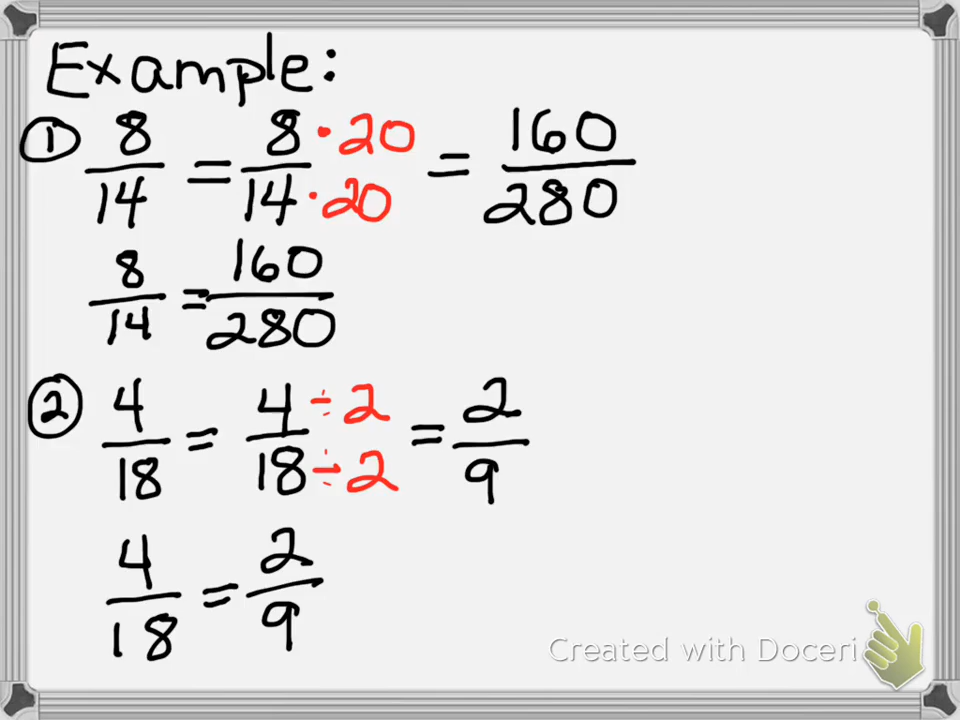 Example:
① 8/14 = 8 · 20/14 · 20 = 160/280
8/14 = 160/280
② 4/18 = 4 ÷ 2/18 ÷ 2 = 2/9
4/18 = 2/9
Created with Doceri